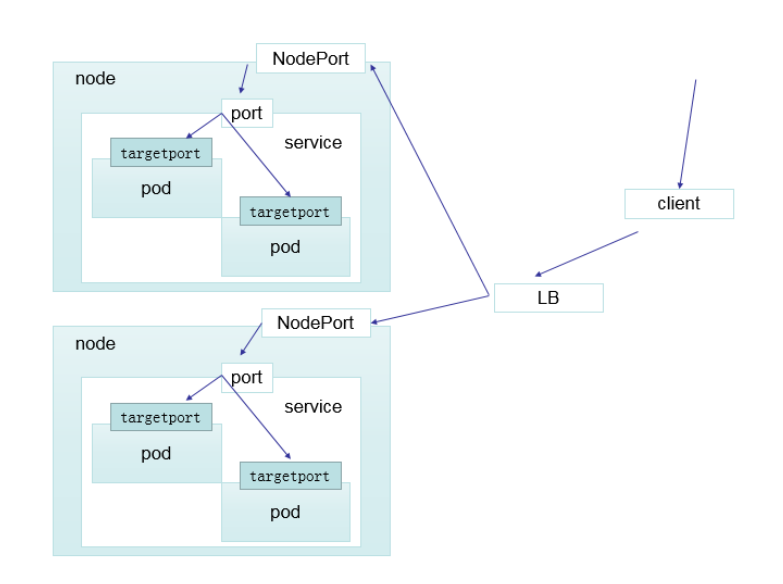 NodePort
node
port
service
targetport
pod
targetport
pod
client
LB
NodePort
node
port
service
targetport
pod
targetport
pod